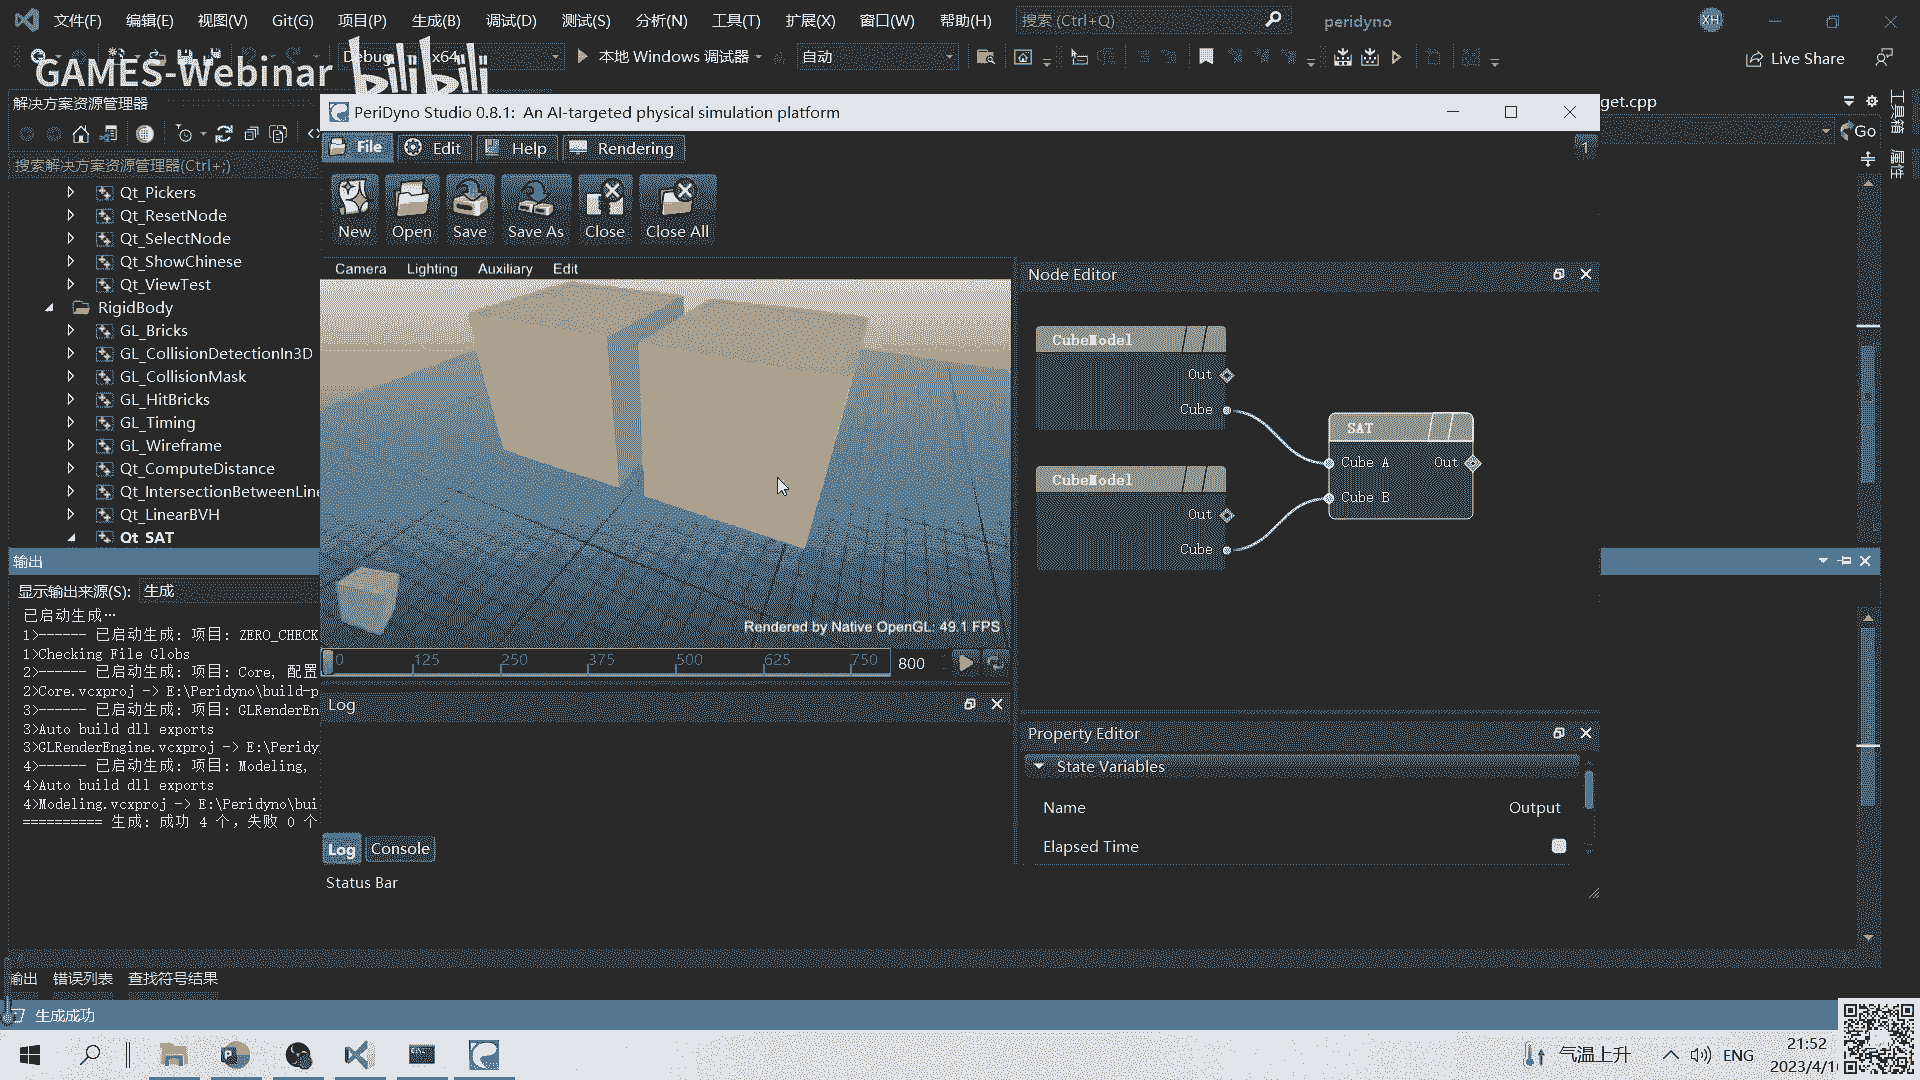 文件(F) 编辑(E) 视图(V) Git(G) 项目(P) 生成(B) 调试(D) 测试(S) 分析(N) 工具(T) 扩展(X) 窗口(W) 帮助(H) 搜索 (Ctrl+Q) peridyno XH
Debug x64 本地 Windows 调试器 自动 Live Share
GAMES-Webinar bilibili
解决方案资源管理器
搜索解决方案资源管理器(Ctrl+;)
Qt_Pickers
Qt_ResetNode
Qt_SelectNode
Qt_ShowChinese
Qt_ViewTest
RigidBody
GL_Bricks
GL_CollisionDetectionIn3D
GL_CollisionMask
GL_HitBricks
GL_Timing
GL_Wireframe
Qt_ComputeDistance
Qt_IntersectionBetweenLine
Qt_LinearBVH
Qt_SAT
PeriDyno Studio 0.8.1: An AI-targeted physical simulation platform
File Edit Help Rendering 1
New Open Save Save As Close Close All
Camera Lighting Auxiliary Edit
Rendered by Native OpenGL: 49.1 FPS
0 125 250 375 500 625 750 800
Log
Log Console
Status Bar
Node Editor
CubeModel
Out
Cube
CubeModel
Out
Cube
SAT
Cube A Out
Cube B
Property Editor
State Variables
Name Output
Elapsed Time
get.cpp
Go
工具箱
属性
输出
显示输出来源(S): 生成
已启动生成…
1>------ 已启动生成: 项目: ZERO_CHECK
1>Checking File Globs
2>------ 已启动生成: 项目: Core, 配置
2>Core.vcxproj -> E:\Peridyno\build-p
3>------ 已启动生成: 项目: GLRenderEn
3>Auto build dll exports
3>GLRenderEngine.vcxproj -> E:\Peridy
4>------ 已启动生成: 项目: Modeling,
4>Auto build dll exports
4>Modeling.vcxproj -> E:\Peridyno\bui
========== 生成: 成功 4 个，失败 0 个
输出 错误列表 查找符号结果
生成成功
气温上升 ENG
21:52
2023/4/1